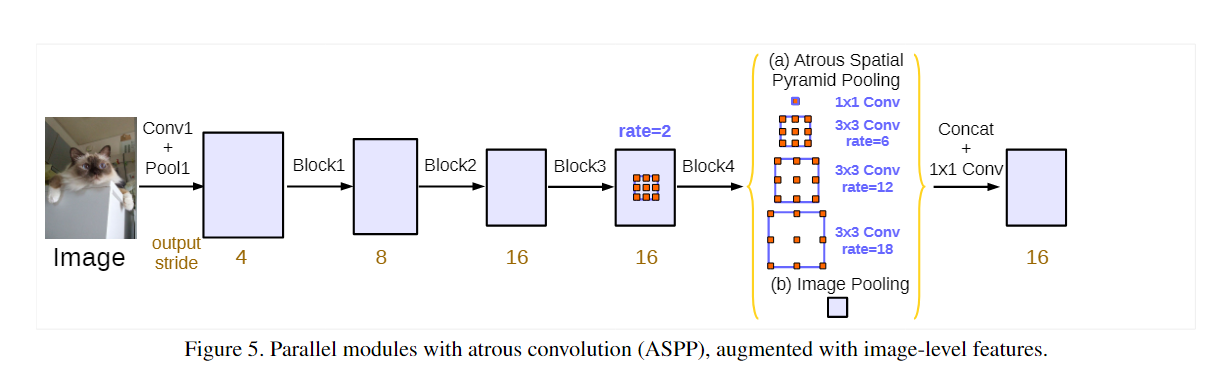 Image
Conv1
+
Pool1
output
stride
4
Block1
8
Block2
16
Block3
rate=2
16
Block4
(a) Atrous Spatial
Pyramid Pooling
1x1 Conv
3x3 Conv
rate=6
3x3 Conv
rate=12
3x3 Conv
rate=18
(b) Image Pooling
Concat
+
1x1 Conv
16
Figure 5. Parallel modules with atrous convolution (ASPP), augmented with image-level features.